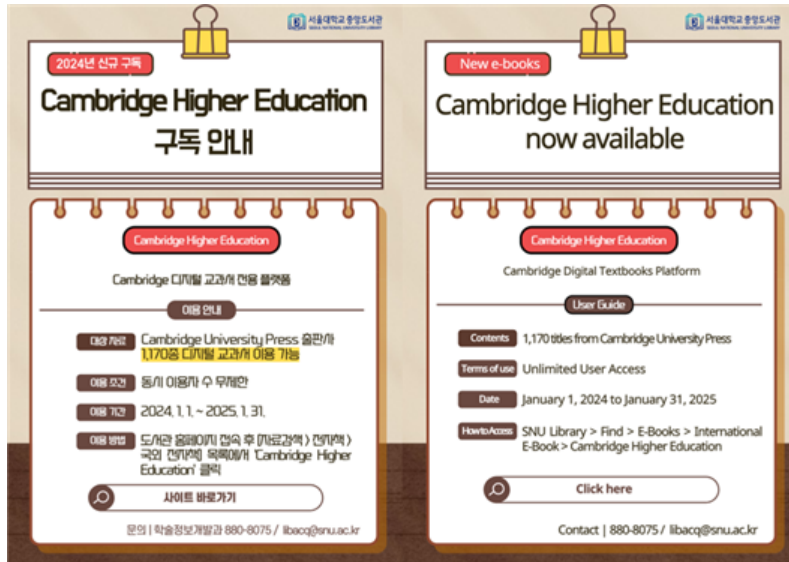 서울대학교 중앙도서관
SEOUL NATIONAL UNIVERSITY LIBRARY
2024년 신규 구독
Cambridge Higher Education
구독 안내
Cambridge Higher Education
Cambridge 디지털 교과서 전용 플랫폼
이용 안내
대상 자료 Cambridge University Press 출판사
1,170종 디지털 교과서 이용 가능
이용 조건 동시 이용자 수 무제한
이용 기간 2024. 1. 1. ~ 2025. 1. 31.
이용 방법 도서관 홈페이지 접속 후 [자료검색 > 전자책 >
국외 전자책] 목록에서 'Cambridge Higher
Education' 클릭
사이트 바로가기
문의 | 학술정보개발과 880-8075 / libacq@snu.ac.kr
서울대학교 중앙도서관
SEOUL NATIONAL UNIVERSITY LIBRARY
New e-books
Cambridge Higher Education
now available
Cambridge Higher Education
Cambridge Digital Textbooks Platform
User Guide
Contents 1,170 titles from Cambridge University Press
Terms of use Unlimited User Access
Date January 1, 2024 to January 31, 2025
How to Access SNU Library > Find > E-Books > International
E-Book > Cambridge Higher Education
Click here
Contact | 880-8075 / libacq@snu.ac.kr